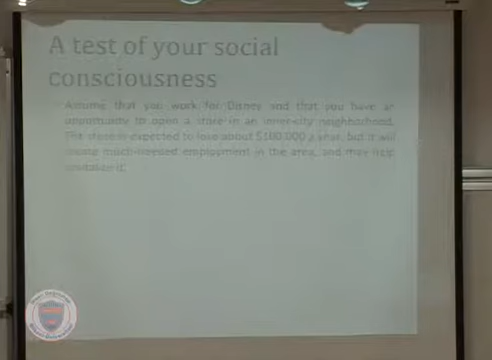 A test of your social
consciousness
Assume that you work for Disney and that you have an
opportunity to open a store in an inner-city neighborhood.
The store is expected to lose about $100,000 a year, but it will
create much-needed employment in the area, and may help
revitalize it.